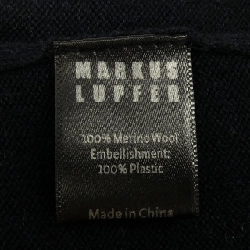 MARKUS
LUPFER
100% Merino Wool
Embellishment:
100% Plastic
Made in China